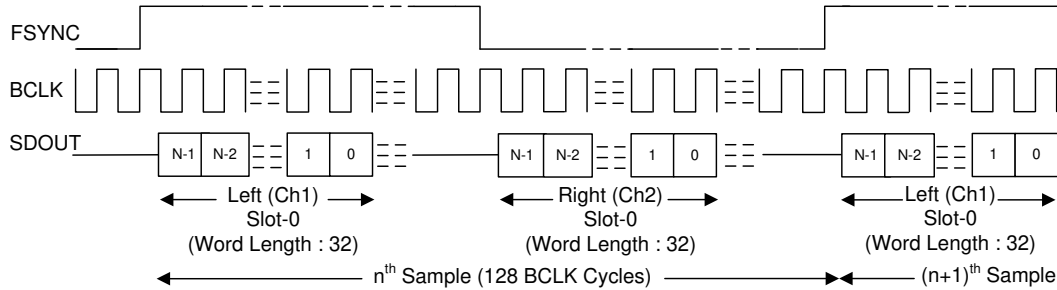 FSYNC
BCLK
SDOUT
N-1 N-2 1 0 N-1 N-2 1 0 N-1 N-2 1 0
Left (Ch1) Right (Ch2) Left (Ch1)
Slot-0 Slot-0 Slot-0
(Word Length : 32) (Word Length : 32) (Word Length : 32)
nth Sample (128 BCLK Cycles) (n+1)th Sample